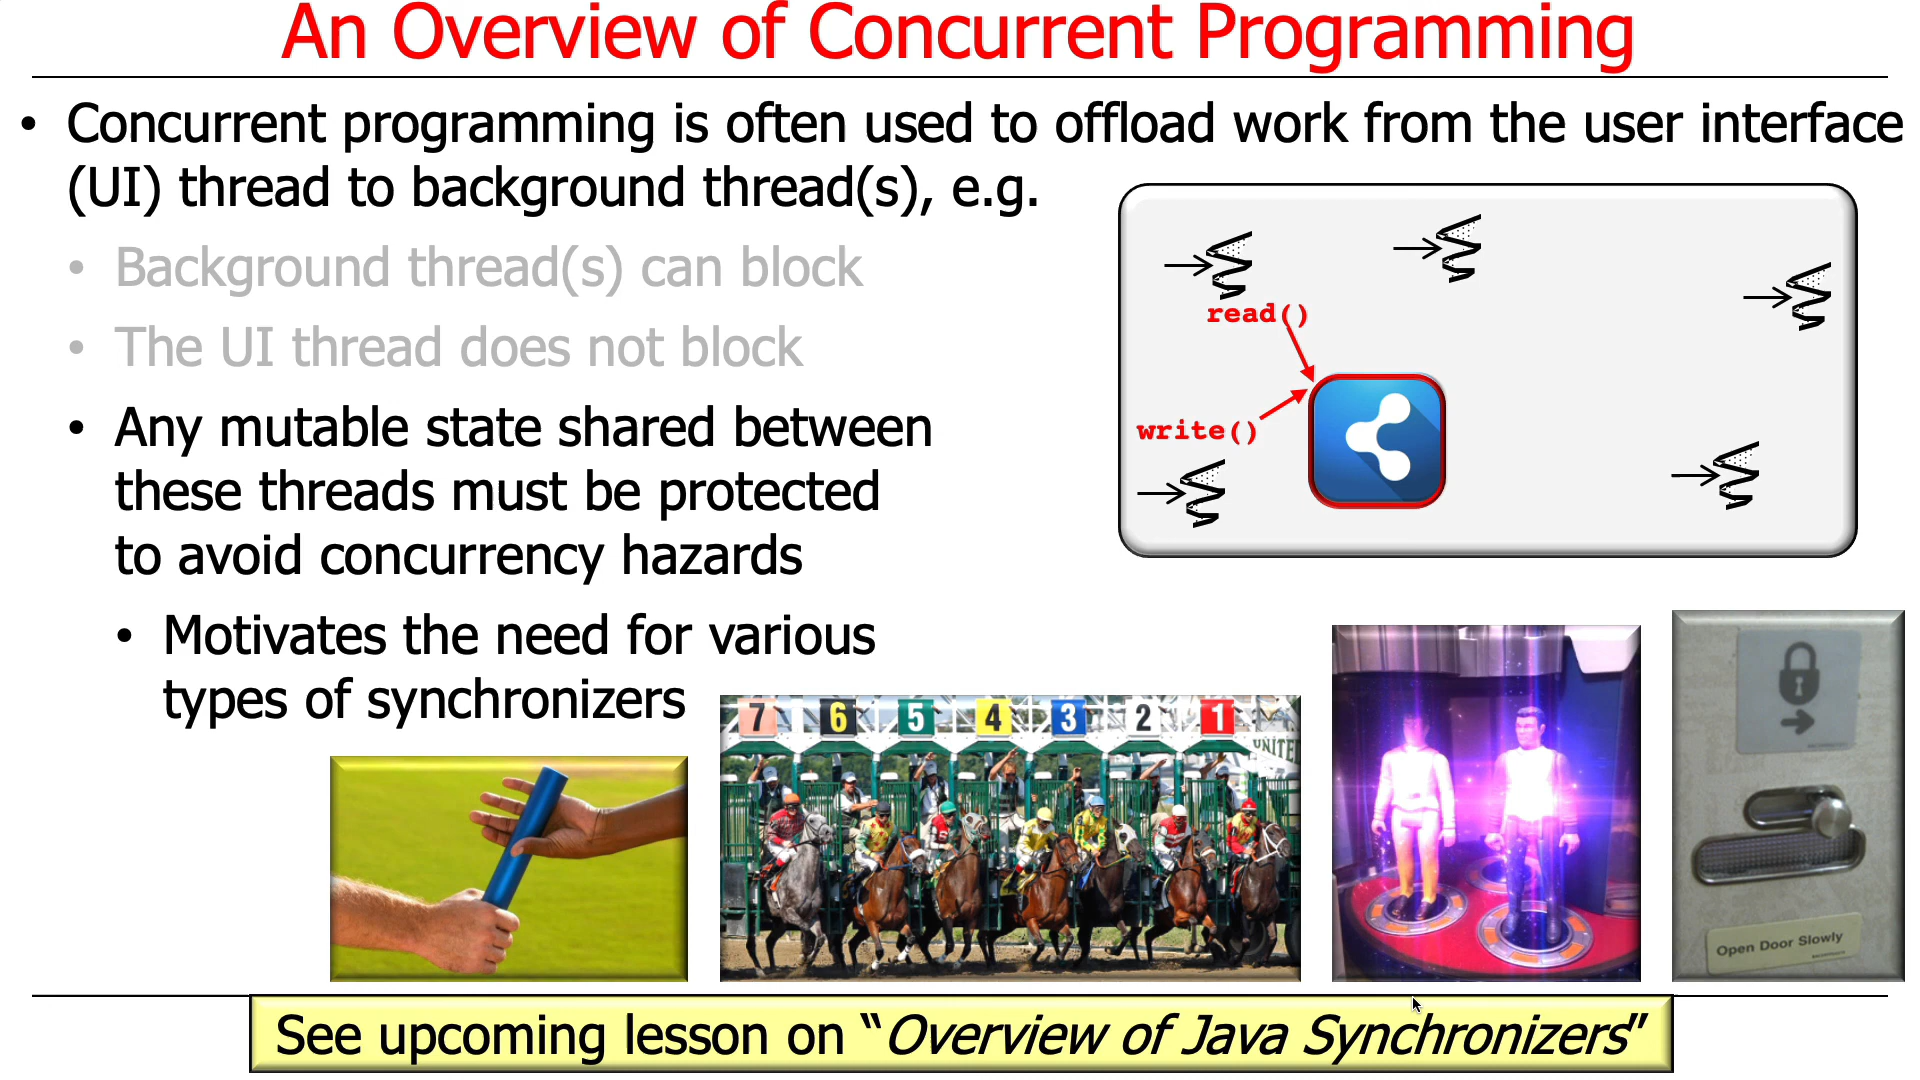 An Overview of Concurrent Programming
• Concurrent programming is often used to offload work from the user interface
(UI) thread to background thread(s), e.g.
• Background thread(s) can block
• The UI thread does not block
• Any mutable state shared between
these threads must be protected
to avoid concurrency hazards
• Motivates the need for various
types of synchronizers
read()
write()
7 6 5 4 3 2 1
UNITE
Open Door Slowly
See upcoming lesson on “Overview of Java Synchronizers”